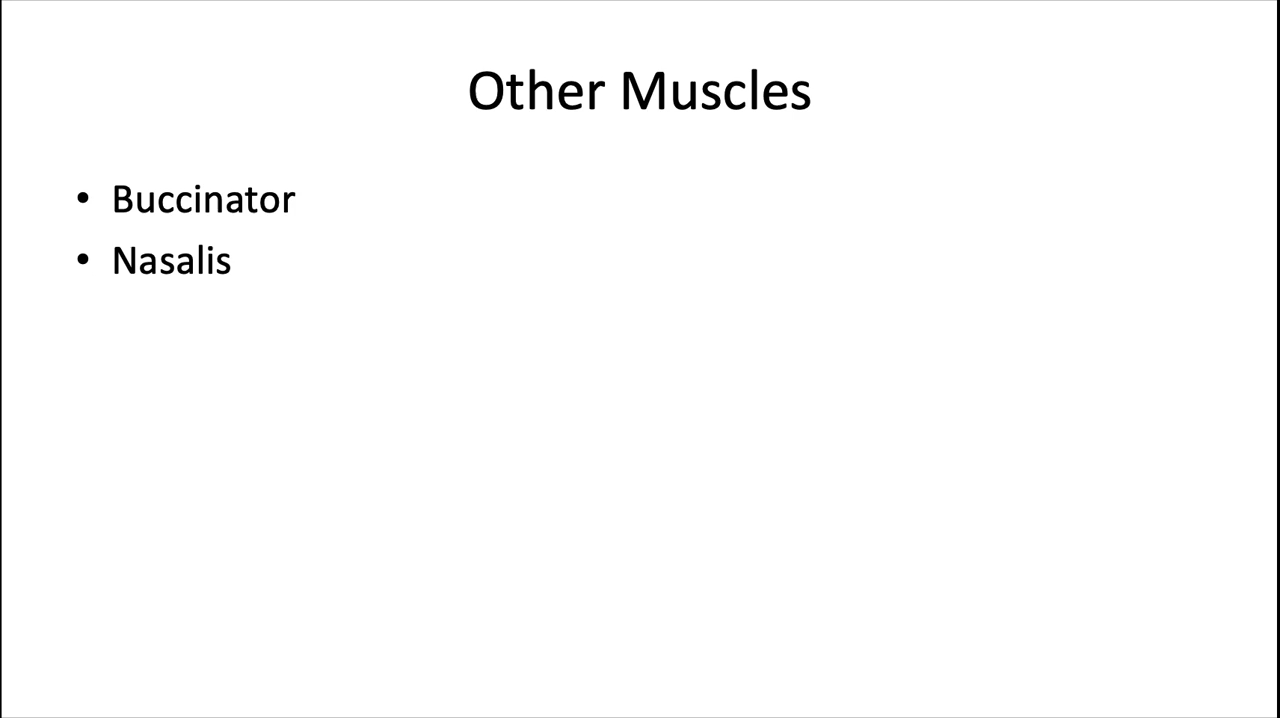 Other Muscles
• Buccinator
• Nasalis